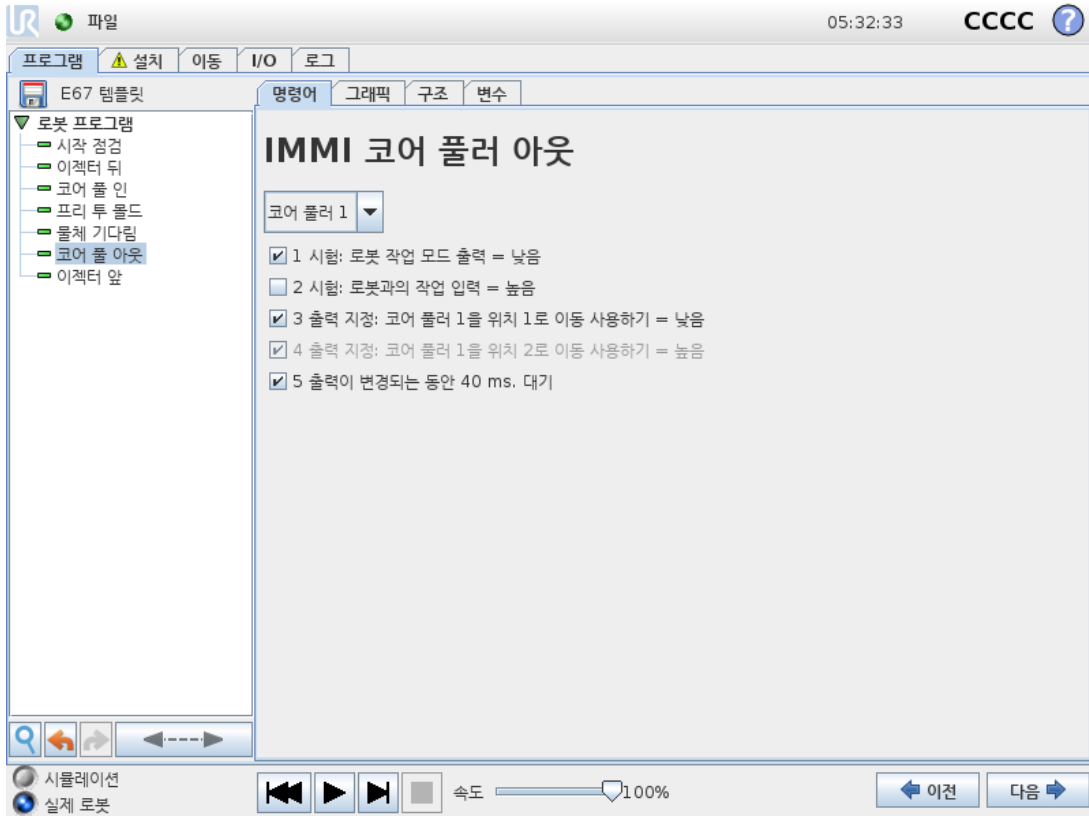 UR 파일 05:32:33 CCCC ?
프로그램 설치 이동 I/O 로그
E67 템플릿
명령어 그래픽 구조 변수
로봇 프로그램
시작 점검
이젝터 뒤
코어 풀 인
프리 투 몰드
물체 기다림
코어 풀 아웃
이젝터 앞
IMMI 코어 풀러 아웃
코어 풀러 1
1 시험: 로봇 작업 모드 출력 = 낮음
2 시험: 로봇과의 작업 입력 = 높음
3 출력 지정: 코어 풀러 1을 위치 1로 이동 사용하기 = 낮음
4 출력 지정: 코어 풀러 1을 위치 2로 이동 사용하기 = 높음
5 출력이 변경되는 동안 40 ms. 대기
시뮬레이션
실제 로봇
속도 100%
이전 다음